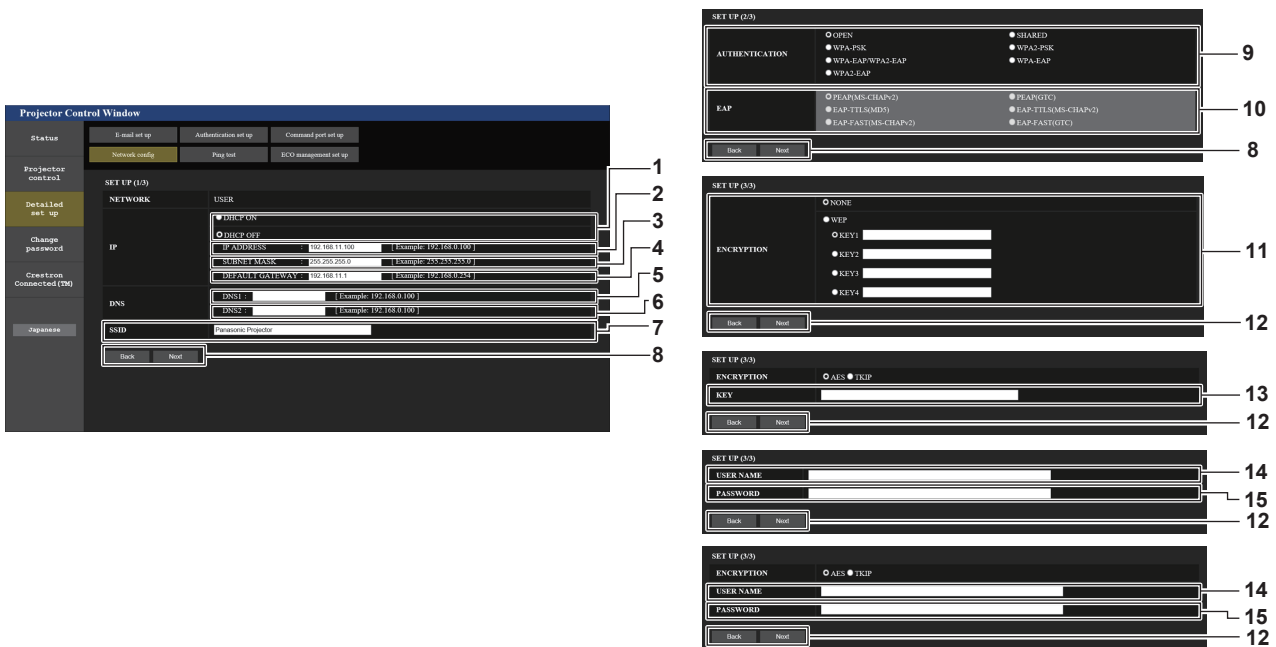 Projector Control Window
Status
Projector
control
Detailed
set up
Change
password
Crestron
Connected(TM)
Japanese
E-mail set up Authentication set up Command port set up
Network config Ping test ECO management set up
SET UP (1/3)
NETWORK USER
IP
DHCP ON
DHCP OFF
IP ADDRESS : 192.168.11.100 [ Example: 192.168.0.100 ]
SUBNET MASK : 255.255.255.0 [ Example: 255.255.255.0 ]
DEFAULT GATEWAY : 192.168.11.1 [ Example: 192.168.0.254 ]
DNS
DNS1 : [ Example: 192.168.0.100 ]
DNS2 : [ Example: 192.168.0.100 ]
SSID Panasonic Projector
Back Next
1
2
3
4
5
6
7
8
SET UP (2/3)
AUTHENTICATION
OPEN SHARED
WPA-PSK WPA2-PSK
WPA-EAP/WPA2-EAP WPA-EAP
WPA2-EAP
9
EAP
PEAP(MS-CHAPv2) PEAP(GTC)
EAP-TTLS(MD5) EAP-TTLS(MS-CHAPv2)
EAP-FAST(MS-CHAPv2) EAP-FAST(GTC)
10
Back Next
8
SET UP (3/3)
ENCRYPTION
NONE
WEP
KEY1
KEY2
KEY3
KEY4
11
Back Next
12
SET UP (3/3)
ENCRYPTION AES TKIP
KEY
13
Back Next
12
SET UP (3/3)
USER NAME
14
PASSWORD
15
Back Next
12
SET UP (3/3)
ENCRYPTION AES TKIP
USER NAME
14
PASSWORD
15
Back Next
12